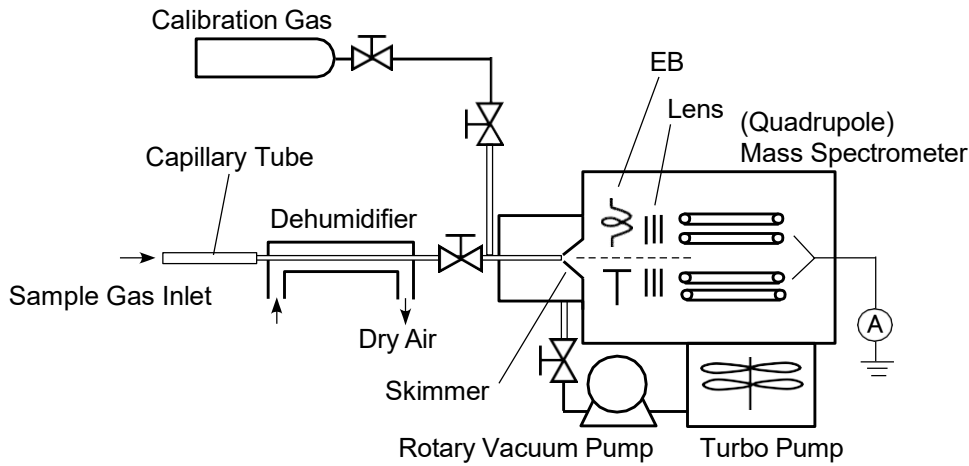 Calibration Gas
EB
Lens
(Quadrupole)
Mass Spectrometer
Capillary Tube
Dehumidifier
Sample Gas Inlet
Dry Air
A
Skimmer
Rotary Vacuum Pump
Turbo Pump